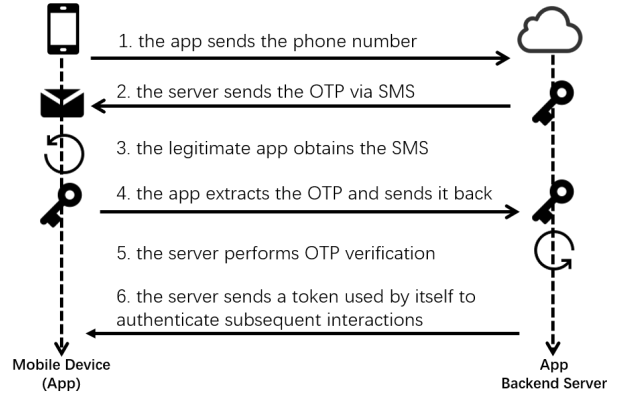 1. the app sends the phone number
2. the server sends the OTP via SMS
3. the legitimate app obtains the SMS
4. the app extracts the OTP and sends it back
5. the server performs OTP verification
6. the server sends a token used by itself to
authenticate subsequent interactions
Mobile Device
(App)
App
Backend Server